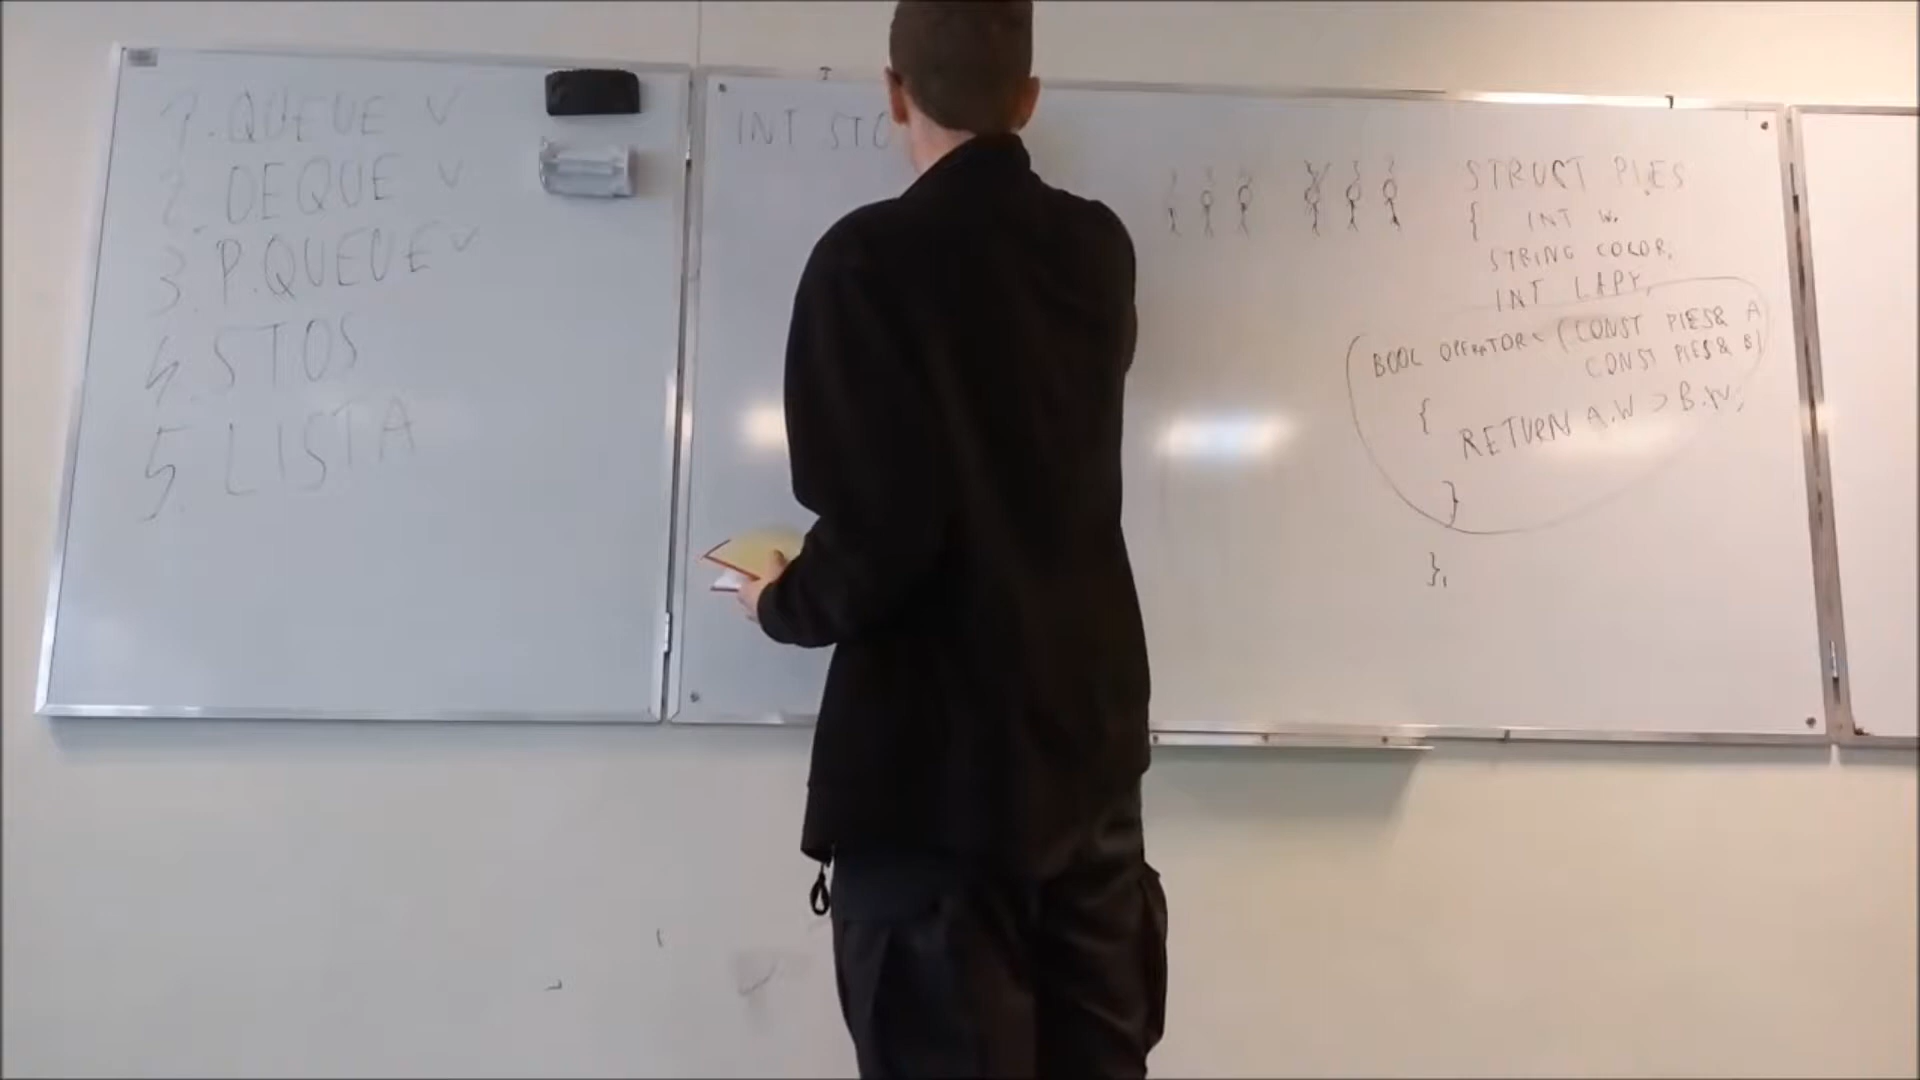 1. QUEUE v
2. DEQUE v
3. P.QUEUE v
4. STOS
5. LISTA
INT STO
STRUCT PIES
{ INT W,
STRING COLOR;
INT LAPY;
BOOL OPERATOR< (CONST PIES& A
CONST PIES& B)
{
RETURN A.W > B.W;
}
};